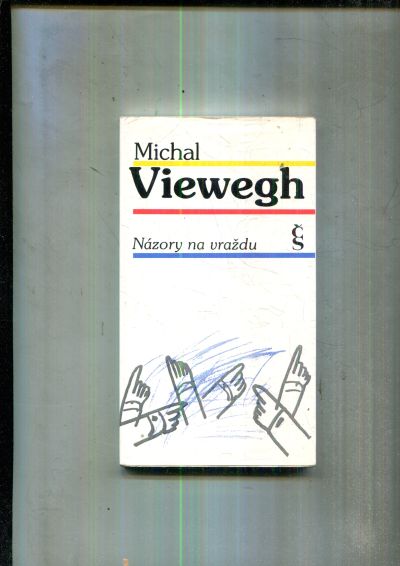 Michal
Viewegh
Názory na vraždu
čs